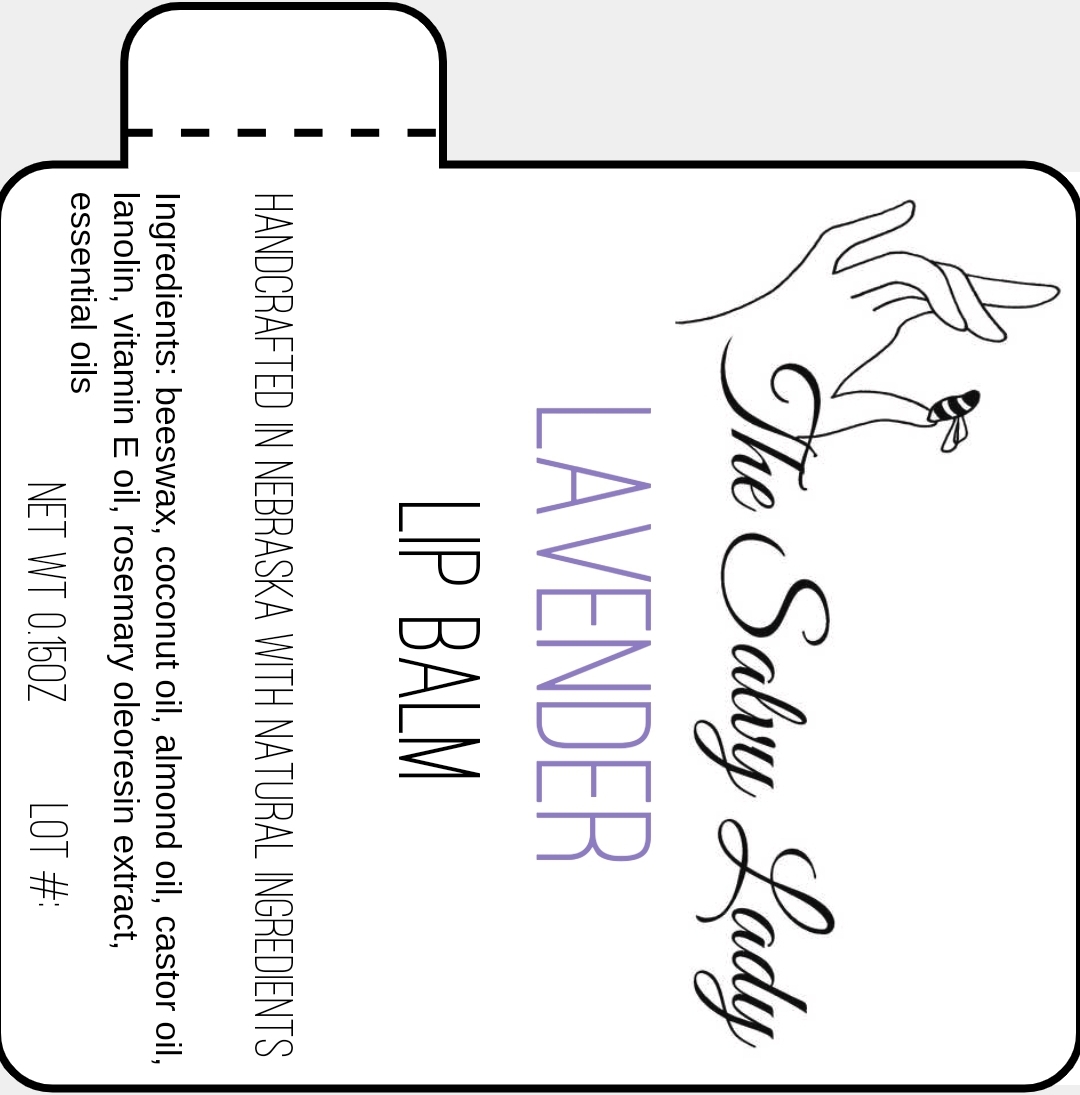 The Salvy Lady
LAVENDER
LIP BALM
HANDCRAFTED IN NEBRASKA WITH NATURAL INGREDIENTS
Ingredients: beeswax, coconut oil, almond oil, castor oil,
lanolin, vitamin E oil, rosemary oleoresin extract,
essential oils
NET WT 0.15OZ LOT #: